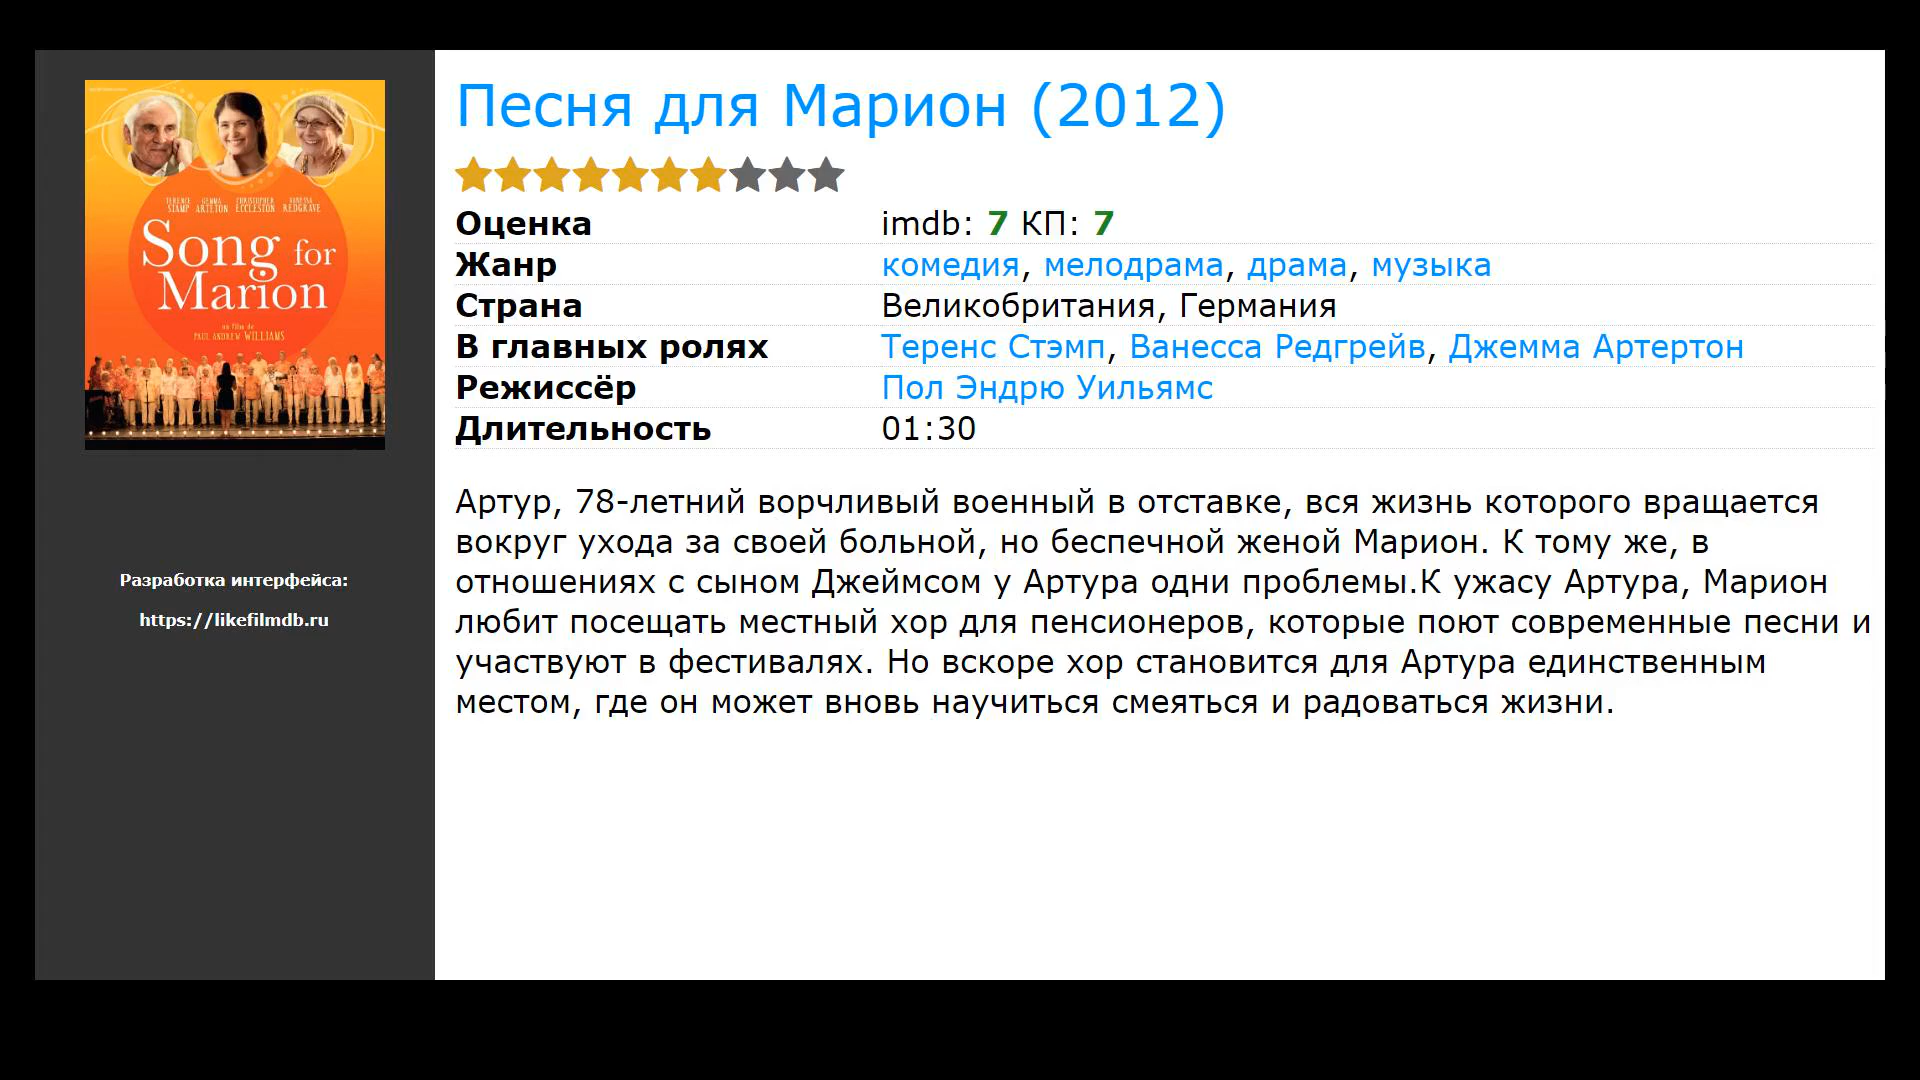 TERENCE STAMP GEMMA ARTETON CHRISTOPHER ECCLESTON VANESSA REDGRAVE
Song for
Marion
un film de
PAUL ANDREW WILLIAMS
Разработка интерфейса:
https://likefilmdb.ru
Песня для Марион (2012)
Оценка imdb: 7 КП: 7
Жанр комедия, мелодрама, драма, музыка
Страна Великобритания, Германия
В главных ролях Теренс Стэмп, Ванесса Редгрейв, Джемма Артертон
Режиссёр Пол Эндрю Уильямс
Длительность 01:30
Артур, 78-летний ворчливый военный в отставке, вся жизнь которого вращается
вокруг ухода за своей больной, но беспечной женой Марион. К тому же, в
отношениях с сыном Джеймсом у Артура одни проблемы.К ужасу Артура, Марион
любит посещать местный хор для пенсионеров, которые поют современные песни и
участвуют в фестивалях. Но вскоре хор становится для Артура единственным
местом, где он может вновь научиться смеяться и радоваться жизни.